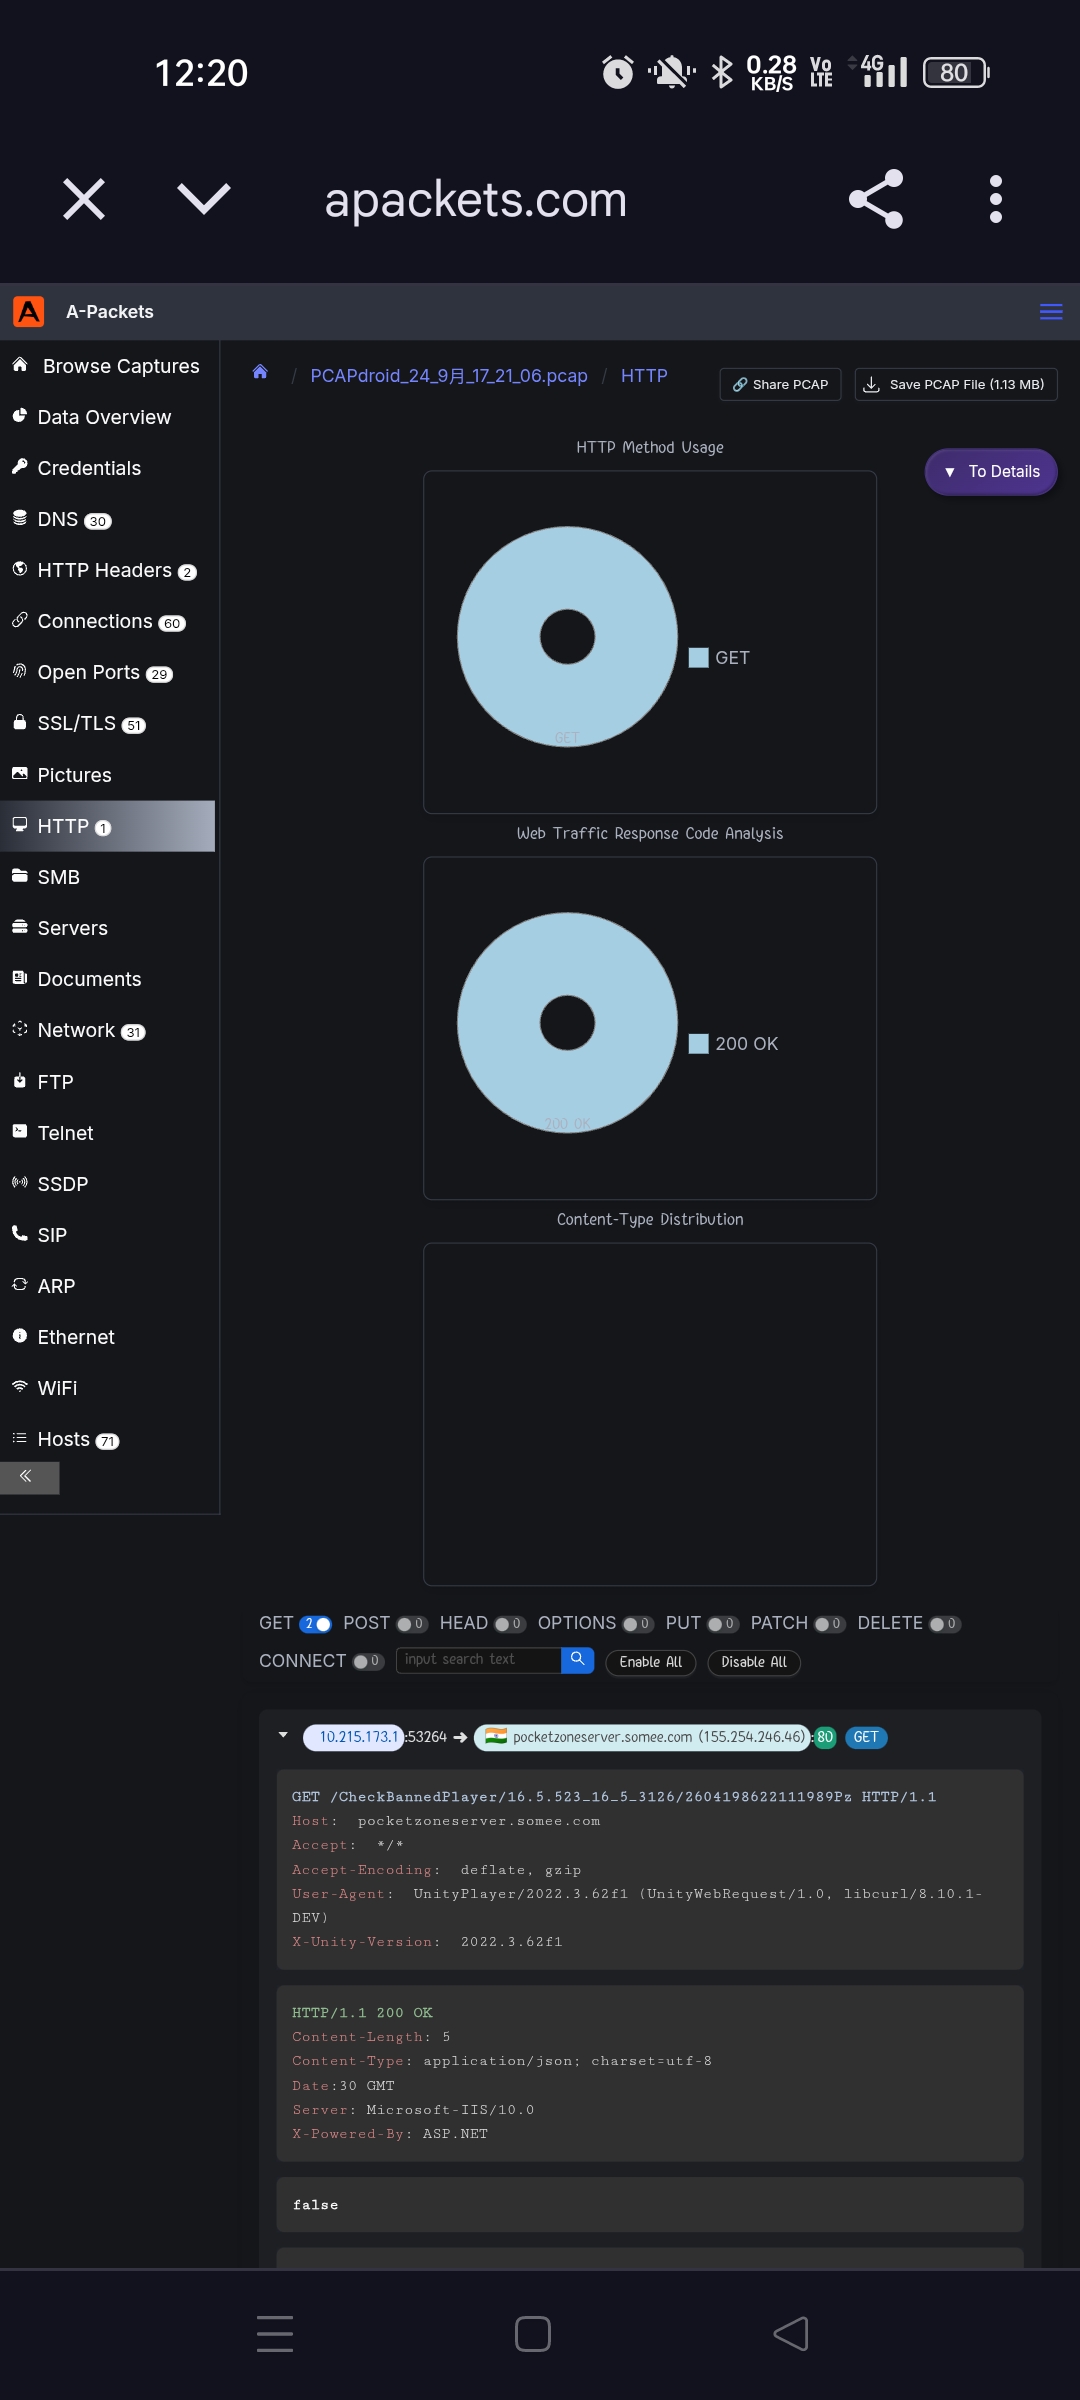 12:20
0.28 KB/S Vo LTE 4G 80
apackets.com
A A-Packets
Browse Captures
Data Overview
Credentials
DNS 30
HTTP Headers 2
Connections 60
Open Ports 29
SSL/TLS 51
Pictures
HTTP 1
SMB
Servers
Documents
Network 31
FTP
Telnet
SSDP
SIP
ARP
Ethernet
WiFi
Hosts 71
/ PCAPdroid_24_9月_17_21_06.pcap / HTTP
Share PCAP
Save PCAP File (1.13 MB)
HTTP Method Usage
▼ To Details
GET
GET
Web Traffic Response Code Analysis
200 OK
200 OK
Content-Type Distribution
GET 2 POST 0 HEAD 0 OPTIONS 0 PUT 0 PATCH 0 DELETE 0
CONNECT 0 input search text Enable All Disable All
10.215.173.1:53264 ➔ pocketzoneserver.somee.com (155.254.246.46):80 GET
GET /CheckBannedPlayer/16.5.523_16_5_3126/2604198622111989Pz HTTP/1.1
Host: pocketzoneserver.somee.com
Accept: */*
Accept-Encoding: deflate, gzip
User-Agent: UnityPlayer/2022.3.62f1 (UnityWebRequest/1.0, libcurl/8.10.1-
DEV)
X-Unity-Version: 2022.3.62f1
HTTP/1.1 200 OK
Content-Length: 5
Content-Type: application/json; charset=utf-8
Date:30 GMT
Server: Microsoft-IIS/10.0
X-Powered-By: ASP.NET
false